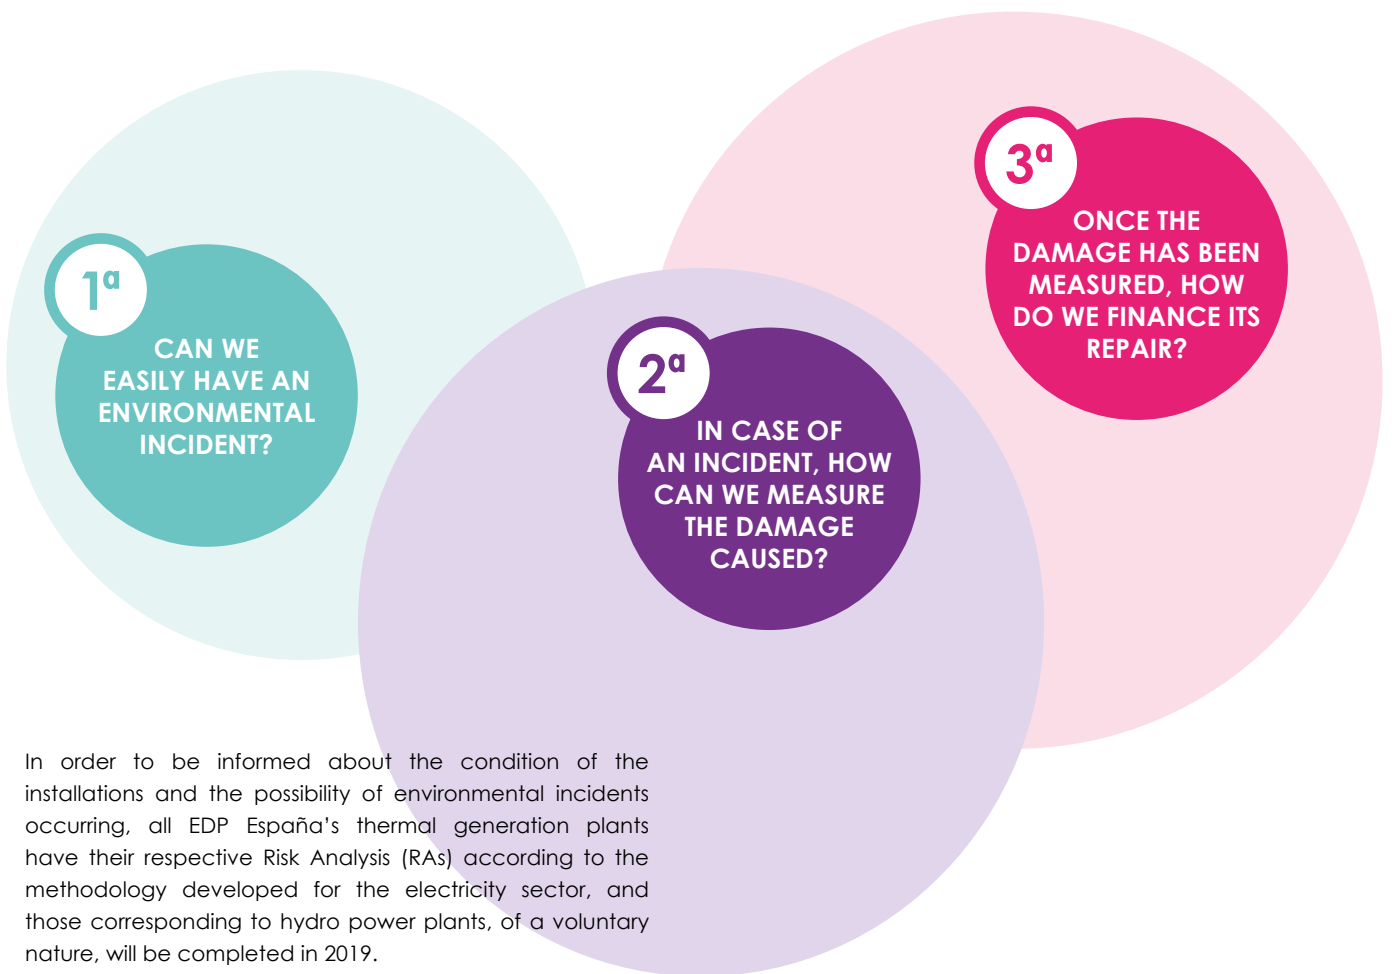 1ª
CAN WE
EASILY HAVE AN
ENVIRONMENTAL
INCIDENT?
2ª
IN CASE OF
AN INCIDENT, HOW
CAN WE MEASURE
THE DAMAGE
CAUSED?
3ª
ONCE THE
DAMAGE HAS BEEN
MEASURED, HOW
DO WE FINANCE ITS
REPAIR?
In order to be informed about the condition of the
installations and the possibility of environmental incidents
occurring, all EDP España's thermal generation plants
have their respective Risk Analysis (RAs) according to the
methodology developed for the electricity sector, and
those corresponding to hydro power plants, of a voluntary
nature, will be completed in 2019.